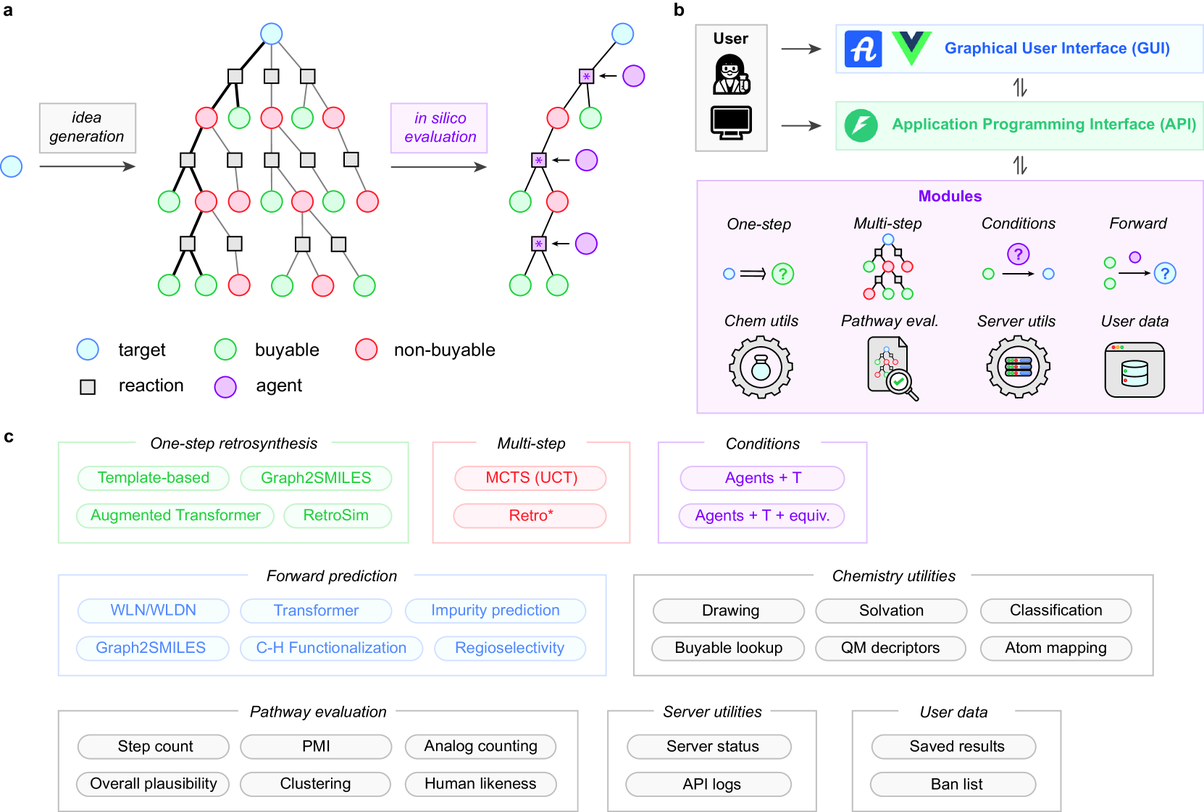 a
idea
generation
in silico
evaluation
*
*
*
target
buyable
non-buyable
reaction
agent
b
User
Graphical User Interface (GUI)
Application Programming Interface (API)
Modules
One-step
Multi-step
Conditions
Forward
?
?
?
Chem utils
Pathway eval.
Server utils
User data
c
One-step retrosynthesis
Template-based
Graph2SMILES
Augmented Transformer
RetroSim
Multi-step
MCTS (UCT)
Retro*
Conditions
Agents + T
Agents + T + equiv.
Forward prediction
WLN/WLDN
Transformer
Impurity prediction
Graph2SMILES
C-H Functionalization
Regioselectivity
Chemistry utilities
Drawing
Solvation
Classification
Buyable lookup
QM decriptors
Atom mapping
Pathway evaluation
Step count
PMI
Analog counting
Overall plausibility
Clustering
Human likeness
Server utilities
Server status
API logs
User data
Saved results
Ban list